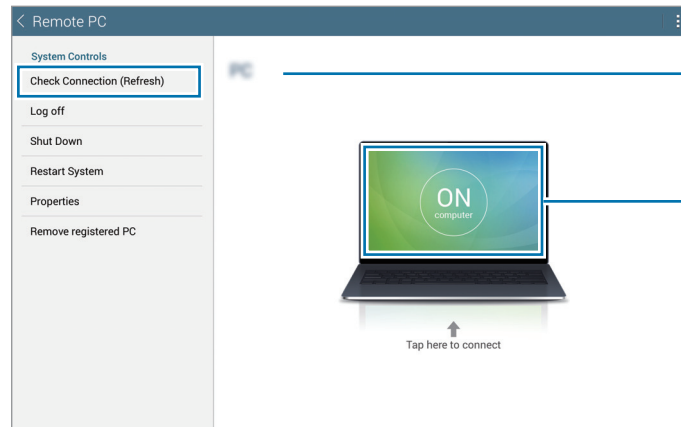 Remote PC
System Controls
Check Connection (Refresh)
PC
Log off
Shut Down
Restart System
Properties
Remove registered PC
ON
computer
Tap here to connect